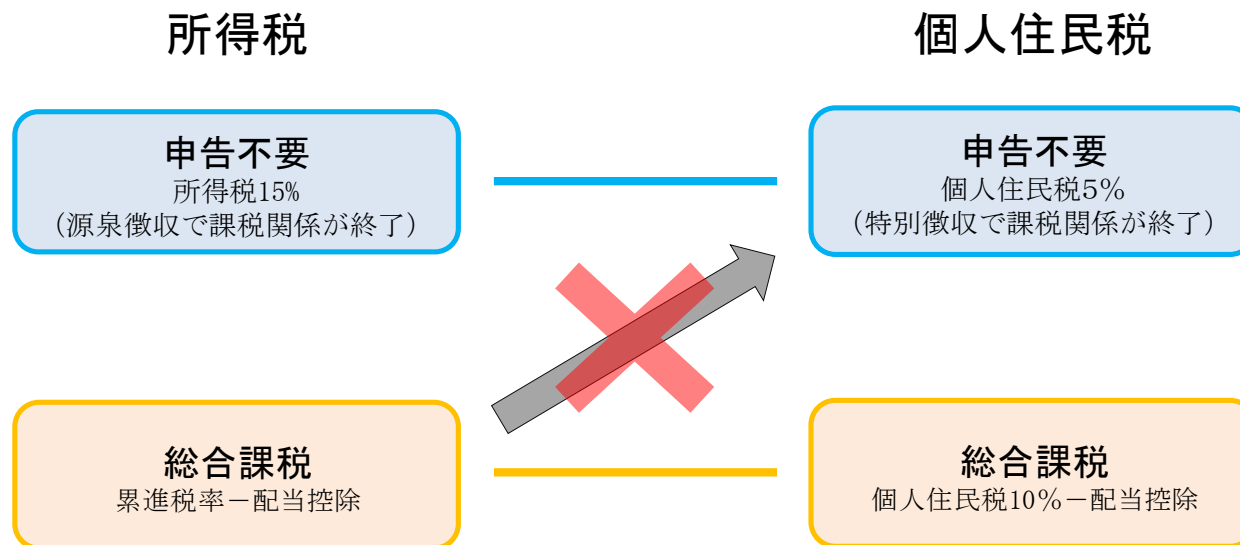 所得税
個人住民税
申告不要
所得税15%
（源泉徴収で課税関係が終了）
申告不要
個人住民税5%
（特別徴収で課税関係が終了）
総合課税
累進税率－配当控除
総合課税
個人住民税10%－配当控除